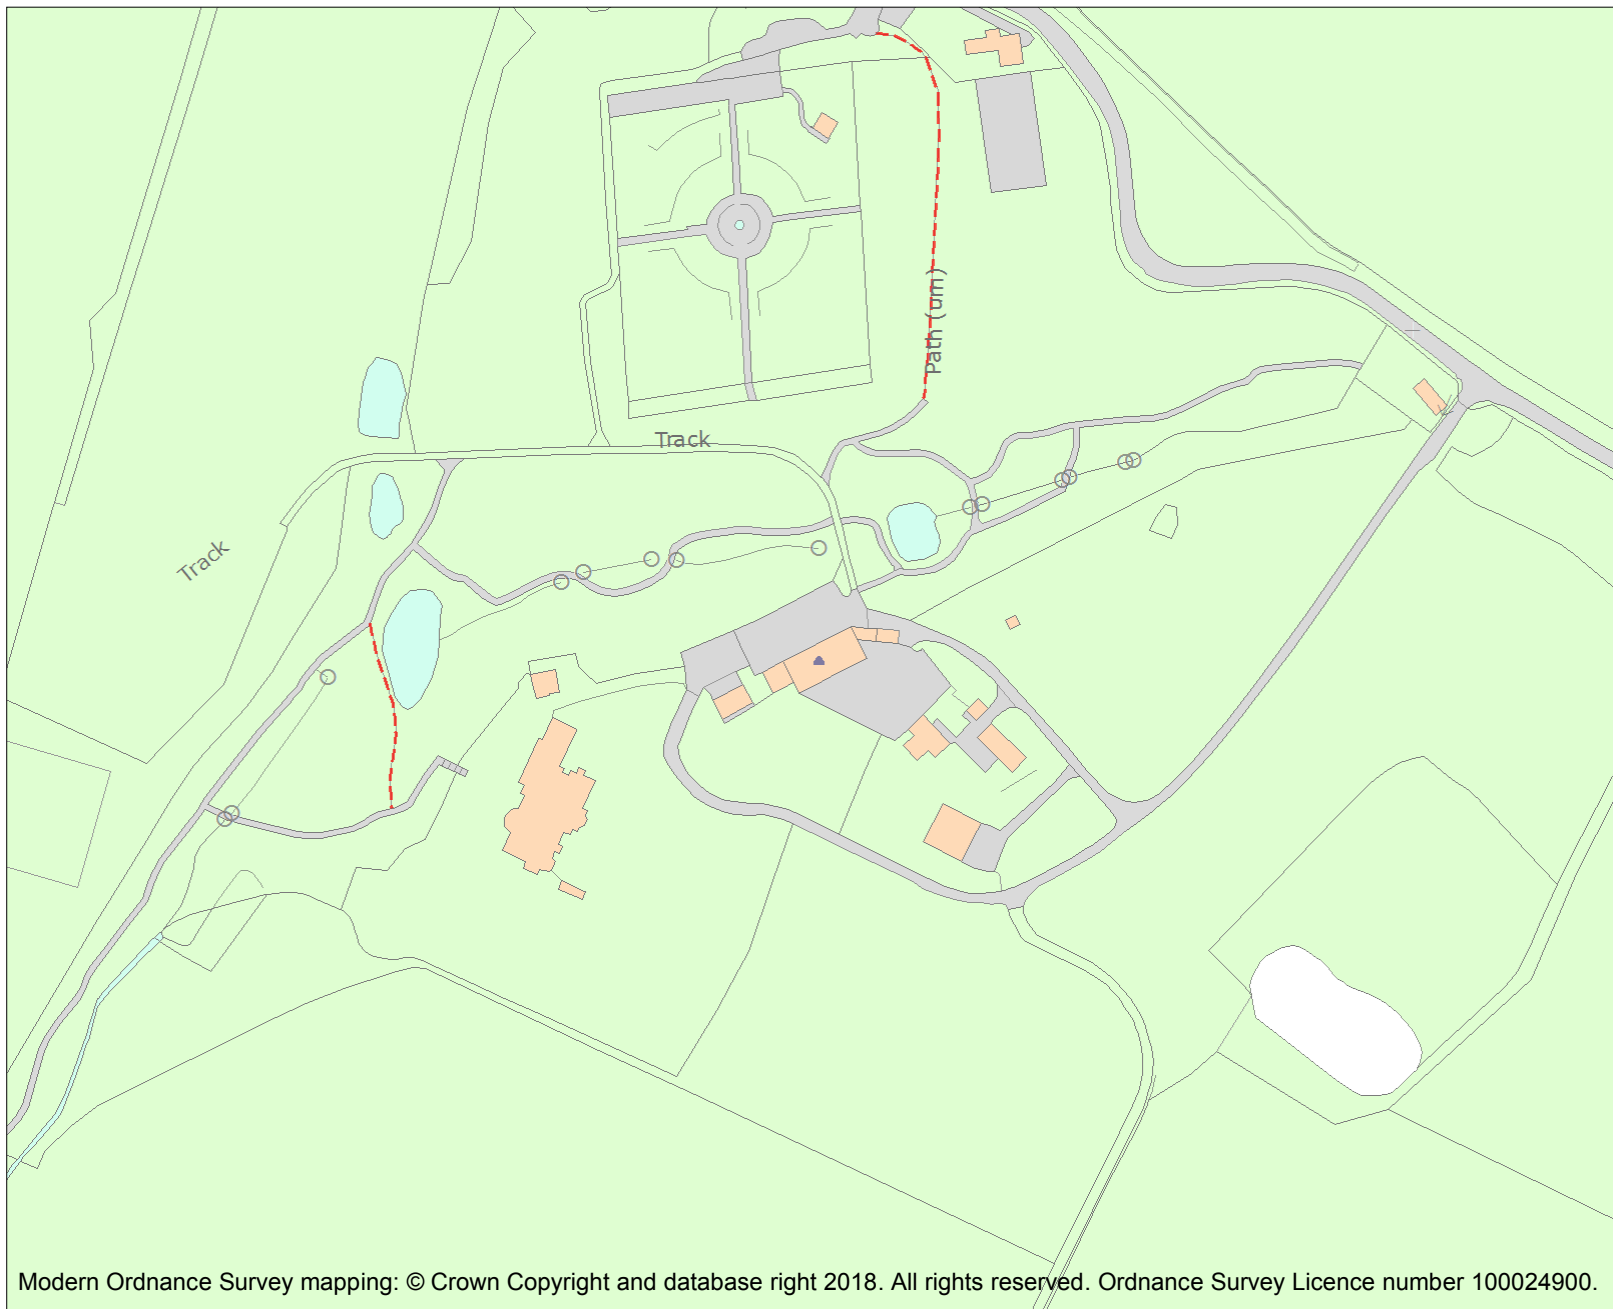 Path (um)
Track
Track
Modern Ordnance Survey mapping: © Crown Copyright and database right 2018. All rights reserved. Ordnance Survey Licence number 100024900.